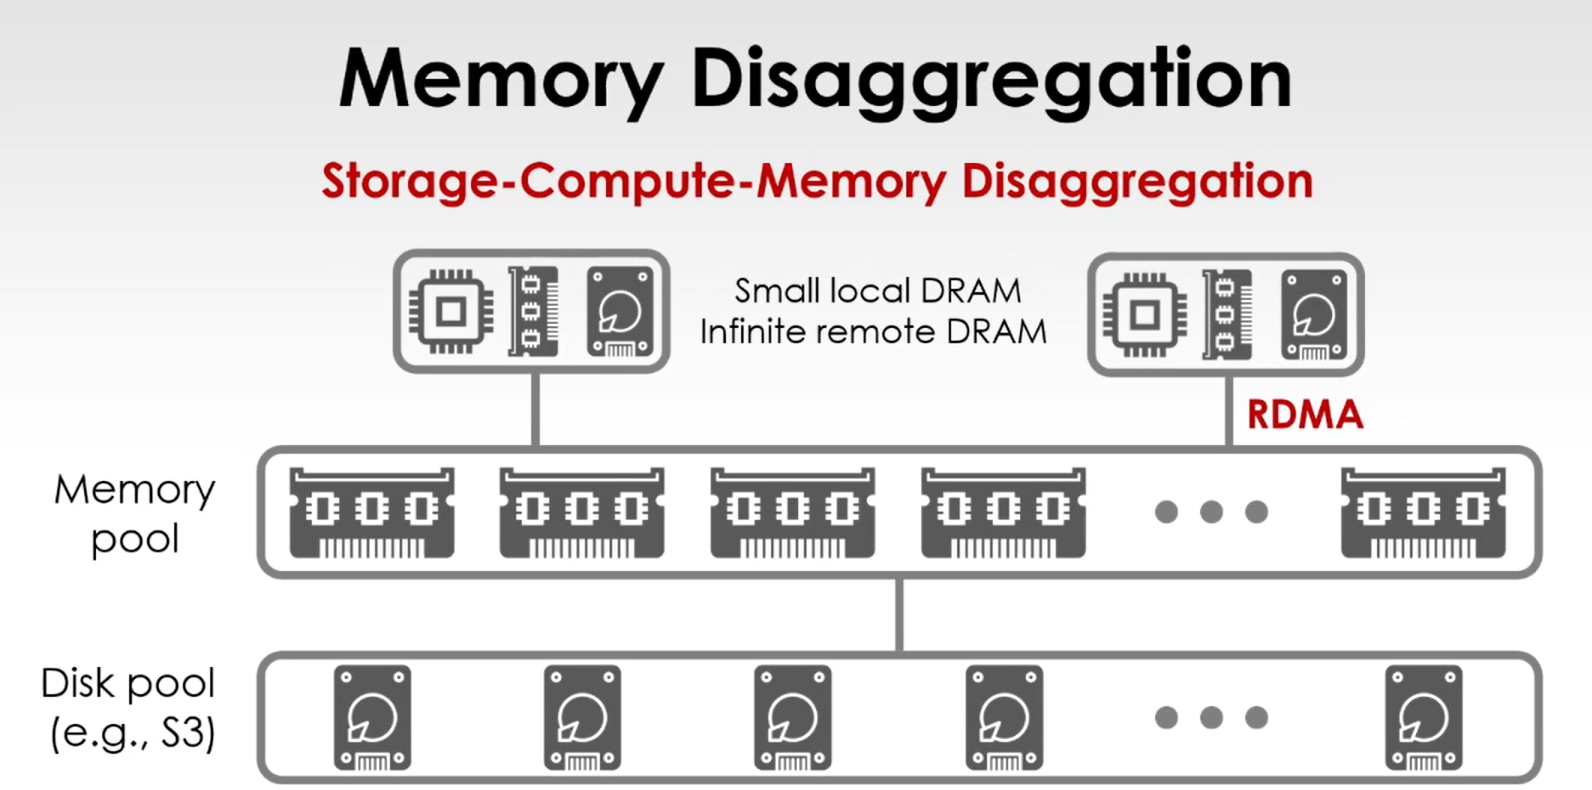 Memory Disaggregation
Storage-Compute-Memory Disaggregation
Small local DRAM
Infinite remote DRAM
RDMA
Memory
pool
Disk pool
(e.g., S3)